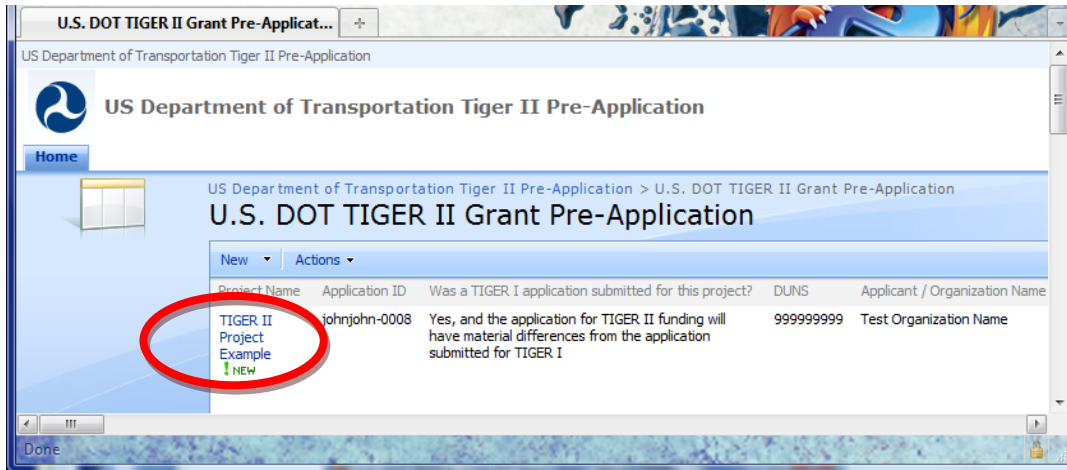 U.S. DOT TIGER II Grant Pre-Applicat...
US Department of Transportation Tiger II Pre-Application
US Department of Transportation Tiger II Pre-Application
Home
US Department of Transportation Tiger II Pre-Application > U.S. DOT TIGER II Grant Pre-Application
U.S. DOT TIGER II Grant Pre-Application
New Actions
Project Name Application ID Was a TIGER I application submitted for this project? DUNS Applicant / Organization Name
TIGER II johnjohn-0008 Yes, and the application for TIGER II funding will 999999999 Test Organization Name
Project have material differences from the application
Example submitted for TIGER I
! NEW
Done